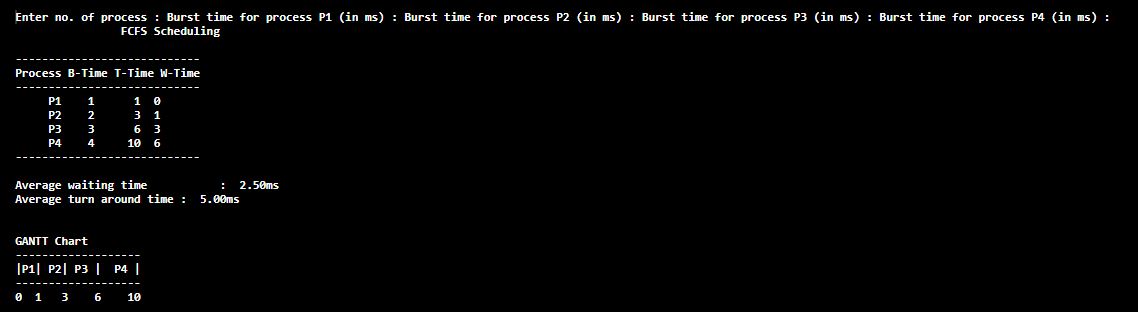 Enter no. of process : Burst time for process P1 (in ms) : Burst time for process P2 (in ms) : Burst time for process P3 (in ms) : Burst time for process P4 (in ms) :
                FCFS Scheduling

----------------------------
Process B-Time T-Time W-Time
----------------------------
     P1    1      1  0
     P2    2      3  1
     P3    3      6  3
     P4    4     10  6
----------------------------

Average waiting time           :  2.50ms
Average turn around time :  5.00ms


GANTT Chart
-------------------
|P1| P2| P3 |  P4 |
-------------------
0  1   3    6    10